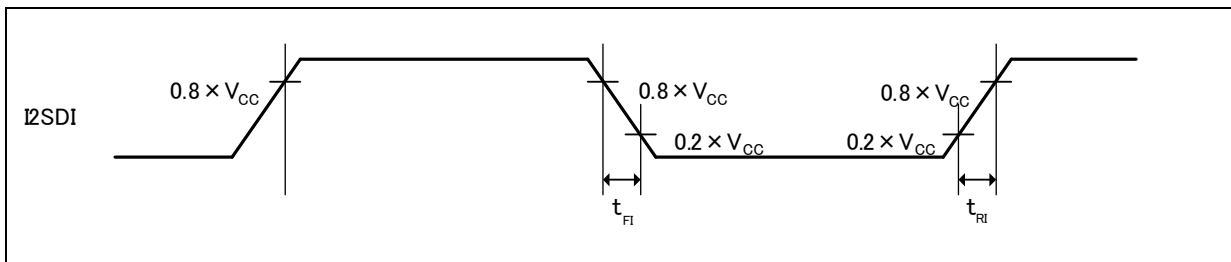 0.8 × VCC 0.8 × VCC 0.8 × VCC
I2SDI
0.2 × VCC 0.2 × VCC
tFI tRI